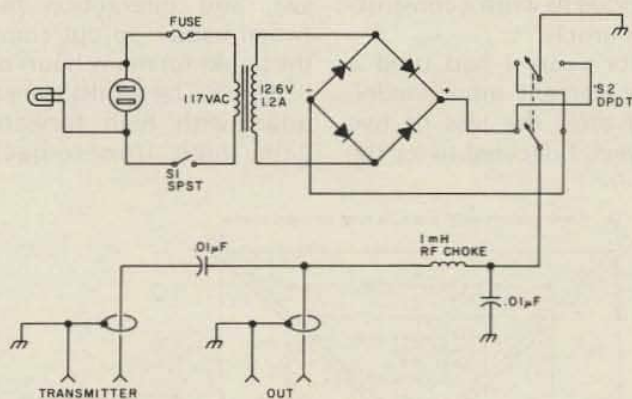 FUSE
117VAC
12.6V
1.2A
-
+
S2
DPDT
S1
SPST
.01µF
1mH
RF CHOKE
.01µF
TRANSMITTER
OUT